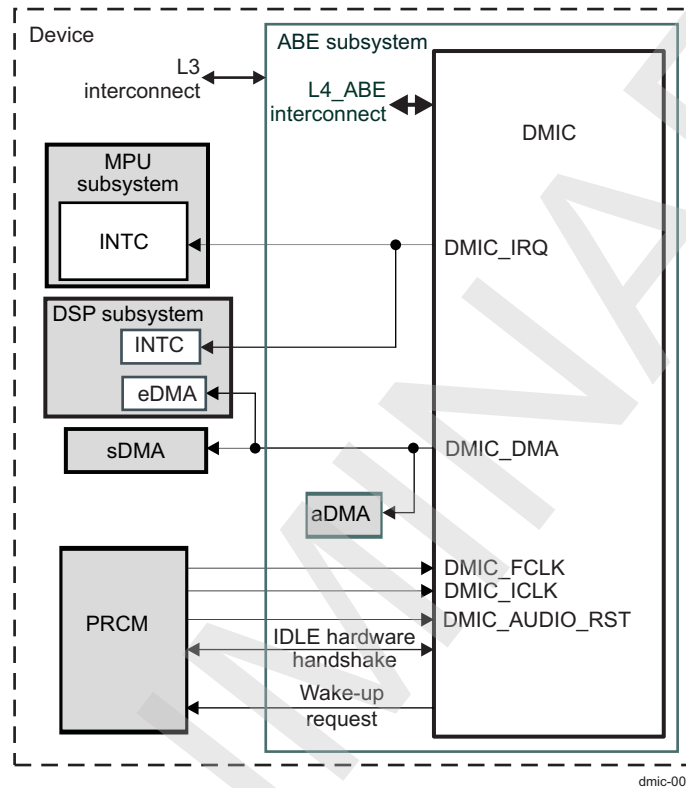 Device
ABE subsystem
L3
interconnect
L4_ABE
interconnect
DMIC
MPU
subsystem
INTC
DMIC_IRQ
DSP subsystem
INTC
eDMA
sDMA
DMIC_DMA
aDMA
DMIC_FCLK
DMIC_ICLK
PRCM
DMIC_AUDIO_RST
IDLE hardware
handshake
Wake-up
request
dmic-00